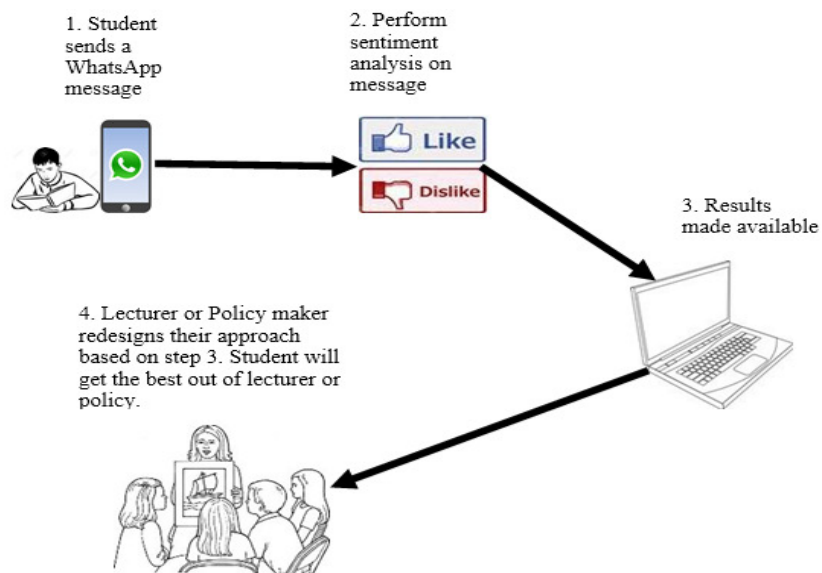 1. Student
sends a
WhatsApp
message
2. Perform
sentiment
analysis on
message
Like
Dislike
3. Results
made available
4. Lecturer or Policy maker
redesigns their approach
based on step 3. Student will
get the best out of lecturer or
policy.